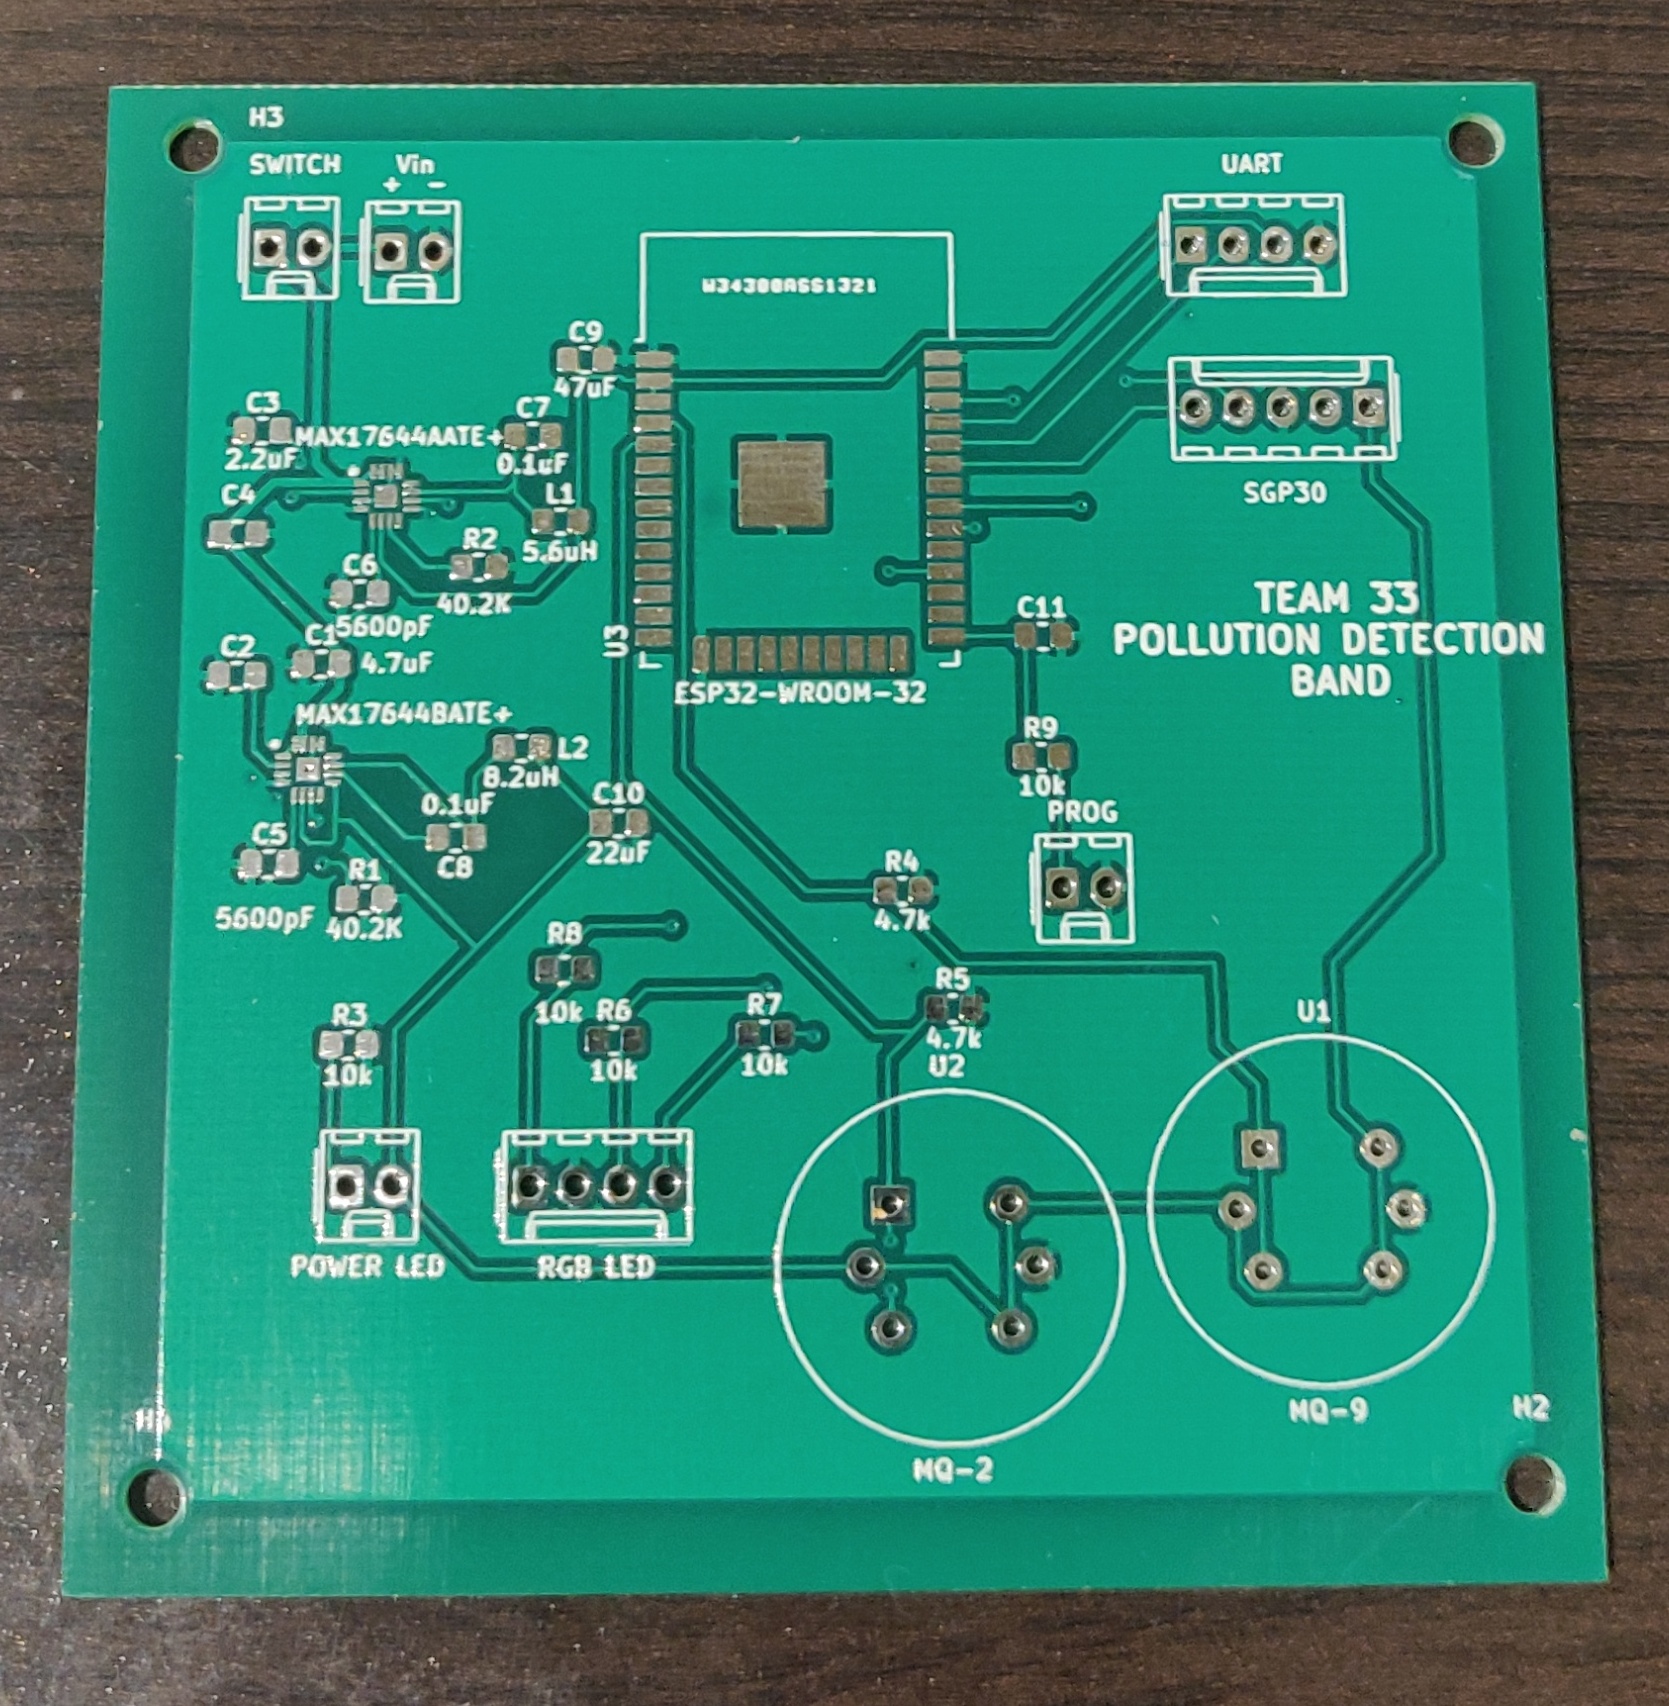 H3
SWITCH
Vin
+ −
UART
W34300ASS1321
C9
47uF
C3
2.2uF
MAX17644AATE+
C7
0.1uF
C4
L1
5.6uH
SGP30
R2
40.2K
C6
5600pF
C1
4.7uF
C2
U3
ESP32-WROOM-32
C11
TEAM 33
POLLUTION DETECTION
BAND
MAX17644BATE+
L2
8.2uH
R9
10k
PROG
0.1uF
C8
C10
22uF
C5
5600pF
R1
40.2K
R4
4.7k
R8
10k
R6
10k
R7
10k
R5
4.7k
U2
R3
10k
U1
POWER LED
RGB LED
MQ-9
MQ-2
H2